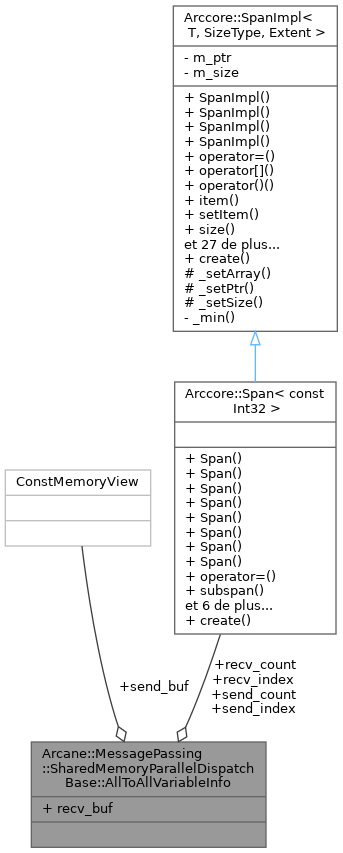 Arccore::SpanImpl<
T, SizeType, Extent >
- m_ptr
- m_size
+ SpanImpl()
+ SpanImpl()
+ SpanImpl()
+ SpanImpl()
+ operator=()
+ operator[]()
+ operator()()
+ item()
+ setItem()
+ size()
et 27 de plus...
+ create()
# _setArray()
# _setPtr()
# _setSize()
- _min()
Arccore::Span< const
Int32 >
+ Span()
+ Span()
+ Span()
+ Span()
+ Span()
+ Span()
+ Span()
+ Span()
+ operator=()
+ subspan()
et 6 de plus...
+ create()
ConstMemoryView
+send_buf
+recv_count
+recv_index
+send_count
+send_index
Arcane::MessagePassing
::SharedMemoryParallelDispatch
Base::AllToAllVariableInfo
+ recv_buf